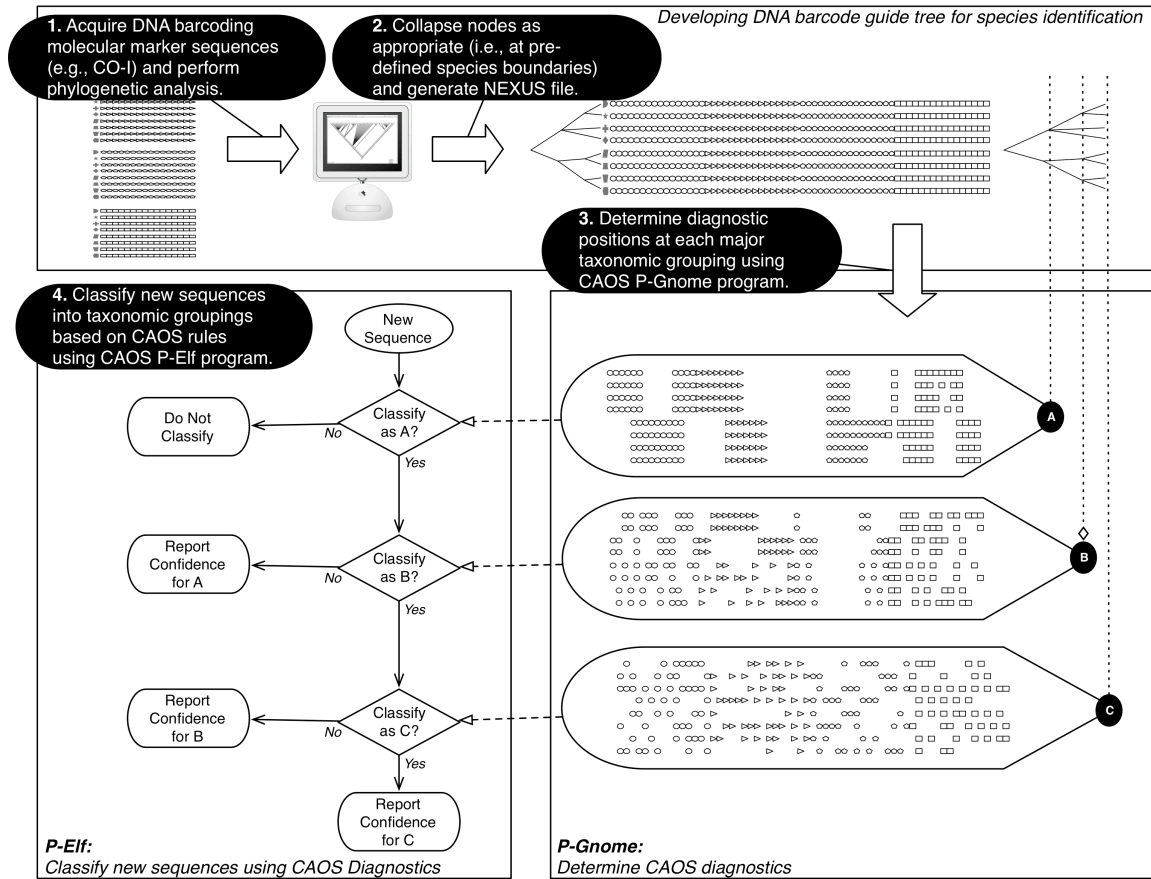 Developing DNA barcode guide tree for species identification
1. Acquire DNA barcoding
molecular marker sequences
(e.g., CO-I) and perform
phylogenetic analysis.
2. Collapse nodes as
appropriate (i.e., at pre-
defined species boundaries)
and generate NEXUS file.
3. Determine diagnostic
positions at each major
taxonomic grouping using
CAOS P-Gnome program.
4. Classify new sequences
into taxonomic groupings
based on CAOS rules
using CAOS P-Elf program.
New
Sequence
Classify
as A?
No
Do Not
Classify
Yes
Classify
as B?
No
Report
Confidence
for A
Yes
Classify
as C?
No
Report
Confidence
for B
Yes
Report
Confidence
for C
P-Elf:
Classify new sequences using CAOS Diagnostics
A
B
C
P-Gnome:
Determine CAOS diagnostics